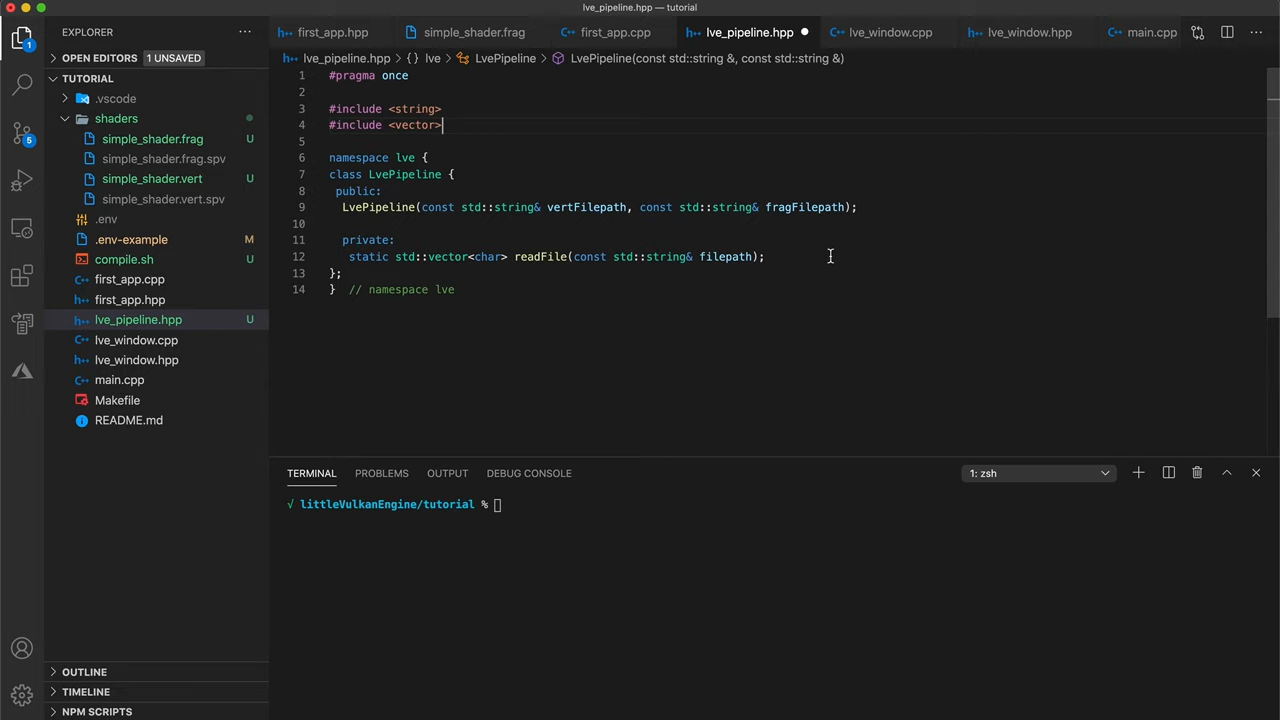 lve_pipeline.hpp — tutorial
EXPLORER
first_app.hpp
simple_shader.frag
first_app.cpp
lve_pipeline.hpp
lve_window.cpp
lve_window.hpp
main.cpp
OPEN EDITORS 1 UNSAVED
lve_pipeline.hpp {} lve LvePipeline LvePipeline(const std::string &, const std::string &)
TUTORIAL
.vscode
shaders
simple_shader.frag U
simple_shader.frag.spv
simple_shader.vert U
simple_shader.vert.spv
.env
.env-example M
compile.sh U
first_app.cpp
first_app.hpp
lve_pipeline.hpp U
lve_window.cpp
lve_window.hpp
main.cpp
Makefile
README.md
OUTLINE
TIMELINE
NPM SCRIPTS
1
5
1 #pragma once
2
3 #include <string>
4 #include <vector>
5
6 namespace lve {
7 class LvePipeline {
8 public:
9 LvePipeline(const std::string& vertFilepath, const std::string& fragFilepath);
10
11 private:
12 static std::vector<char> readFile(const std::string& filepath);
13 };
14 } // namespace lve
TERMINAL PROBLEMS OUTPUT DEBUG CONSOLE 1: zsh
√ littleVulkanEngine/tutorial %